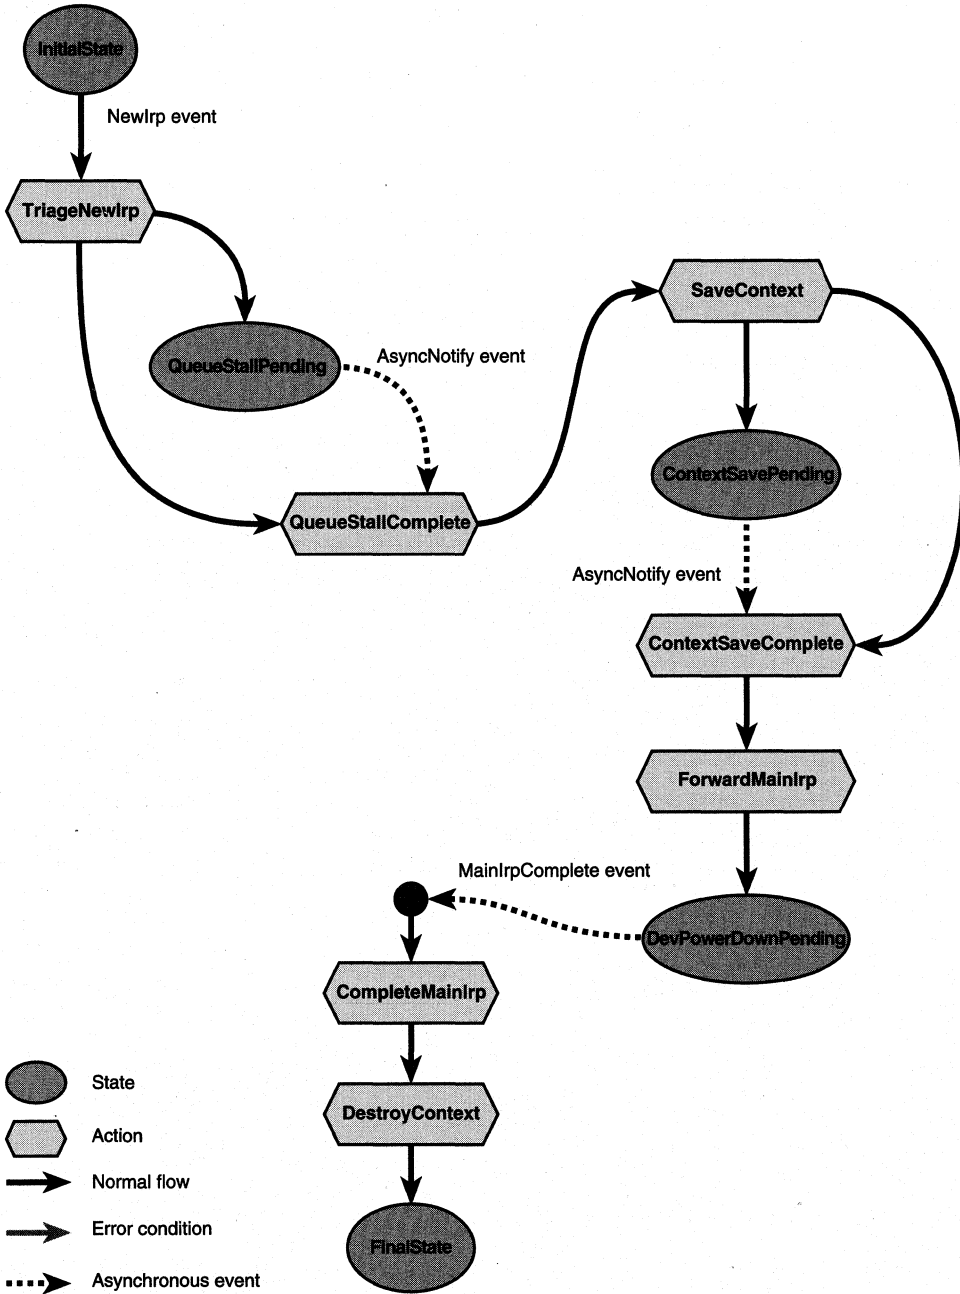 InitialState
NewIrp event
TriageNewIrp
SaveContext
QueueStallPending
AsyncNotify event
ContextSavePending
QueueStallComplete
AsyncNotify event
ContextSaveComplete
ForwardMainIrp
MainIrpComplete event
DevPowerDownPending
CompleteMainIrp
DestroyContext
FinalState
State
Action
Normal flow
Error condition
Asynchronous event